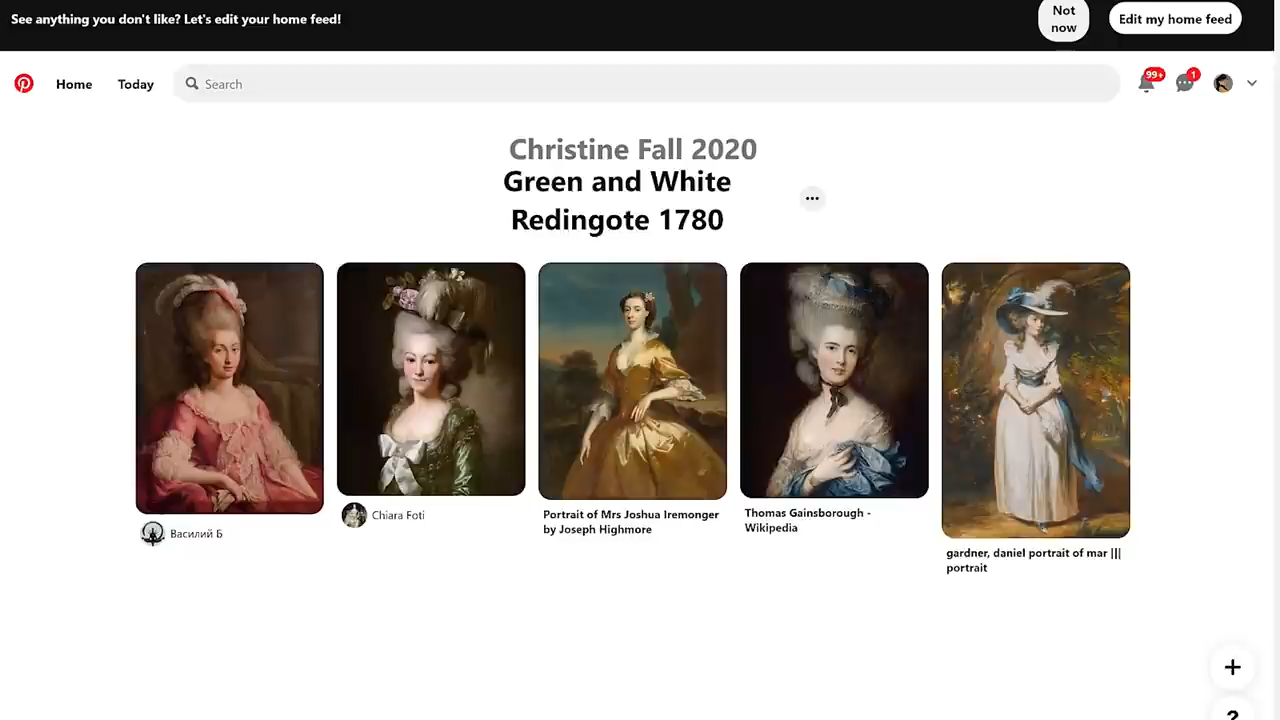 See anything you don't like? Let's edit your home feed!
Not
now
Edit my home feed
Home
Today
Search
99+
1
Christine Fall 2020
Green and White
Redingote 1780
Василий Б
Chiara Foti
Portrait of Mrs Joshua Iremonger
by Joseph Highmore
Thomas Gainsborough -
Wikipedia
gardner, daniel portrait of mar |||
portrait
?